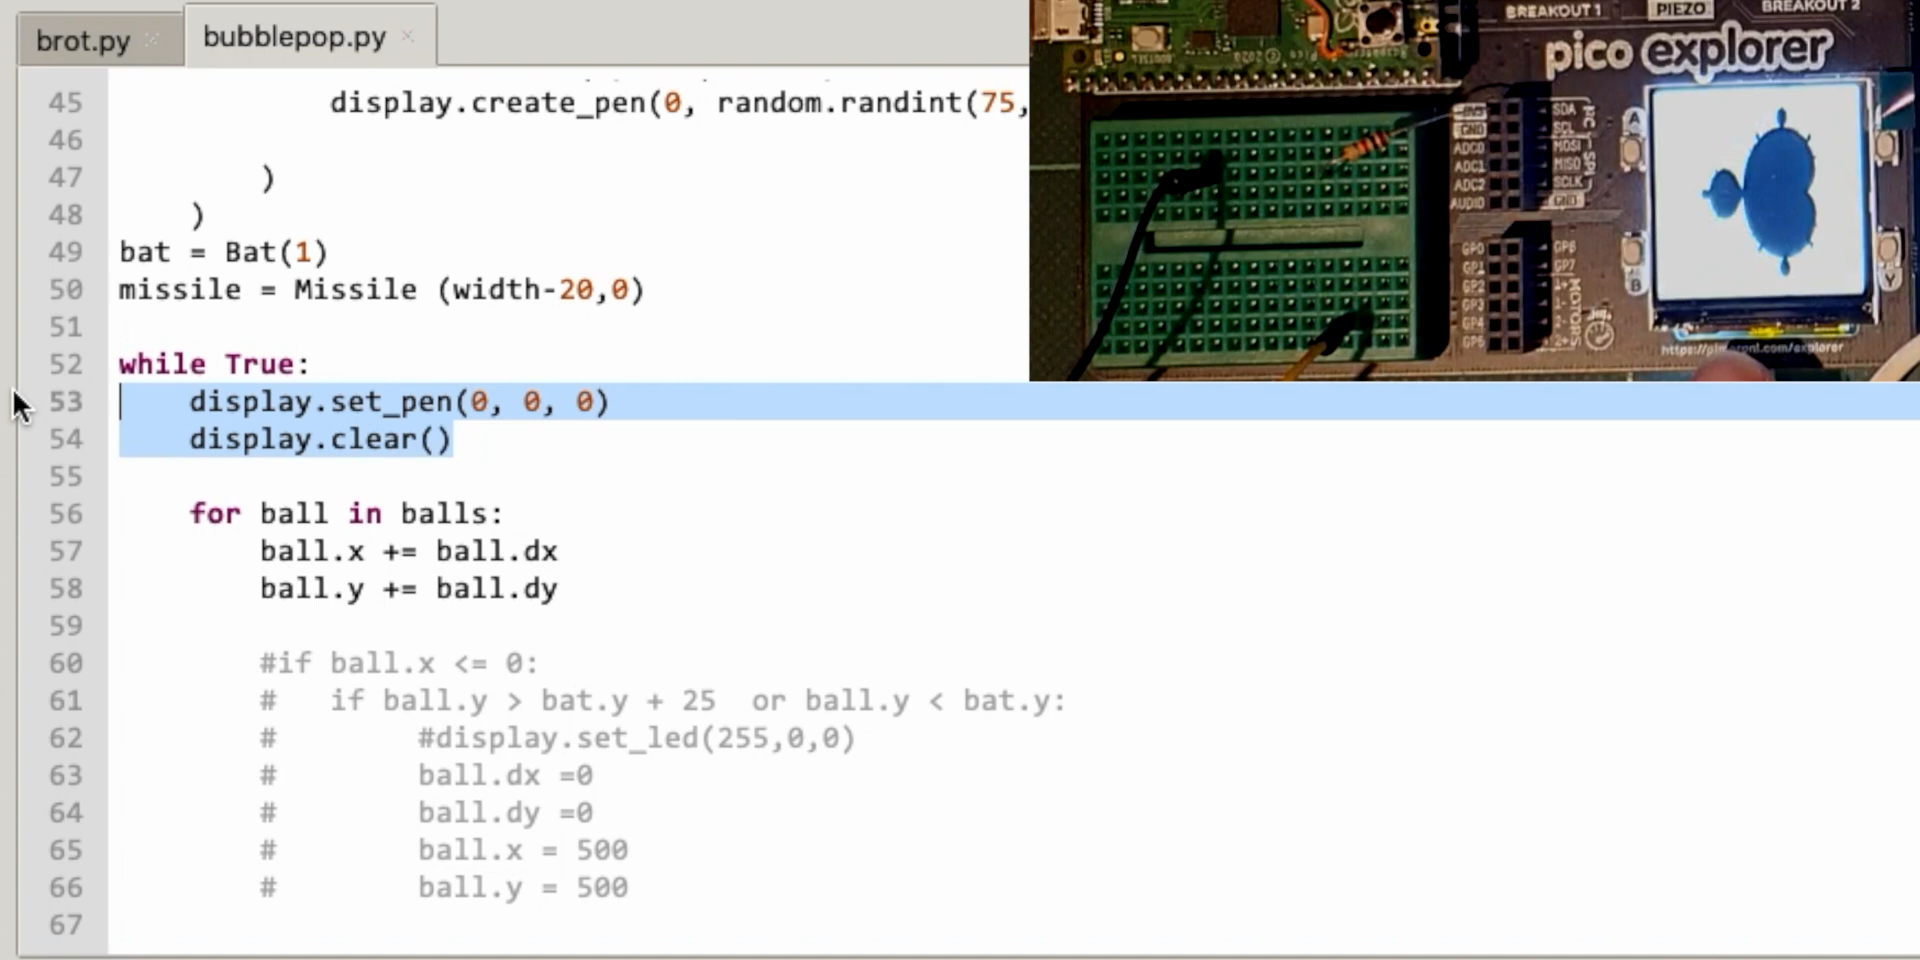 brot.py
bubblepop.py
45 display.create_pen(0, random.randint(75,
46
47 )
48 )
49 bat = Bat(1)
50 missile = Missile (width-20,0)
51
52 while True:
53 display.set_pen(0, 0, 0)
54 display.clear()
55
56 for ball in balls:
57 ball.x += ball.dx
58 ball.y += ball.dy
59
60 #if ball.x <= 0:
61 # if ball.y > bat.y + 25 or ball.y < bat.y:
62 # #display.set_led(255,0,0)
63 # ball.dx =0
64 # ball.dy =0
65 # ball.x = 500
66 # ball.y = 500
67
BREAKOUT 1
PIEZO
BREAKOUT 2
pico explorer
GND
ADC0
ADC1
ADC2
AUDIO
SDA
SCL
MOSI
MISO
SCLK
GND
I2C
SPI
GP0
GP1
GP2
GP3
GP4
GP5
GP6
GP7
MOTORS
A
B
Y